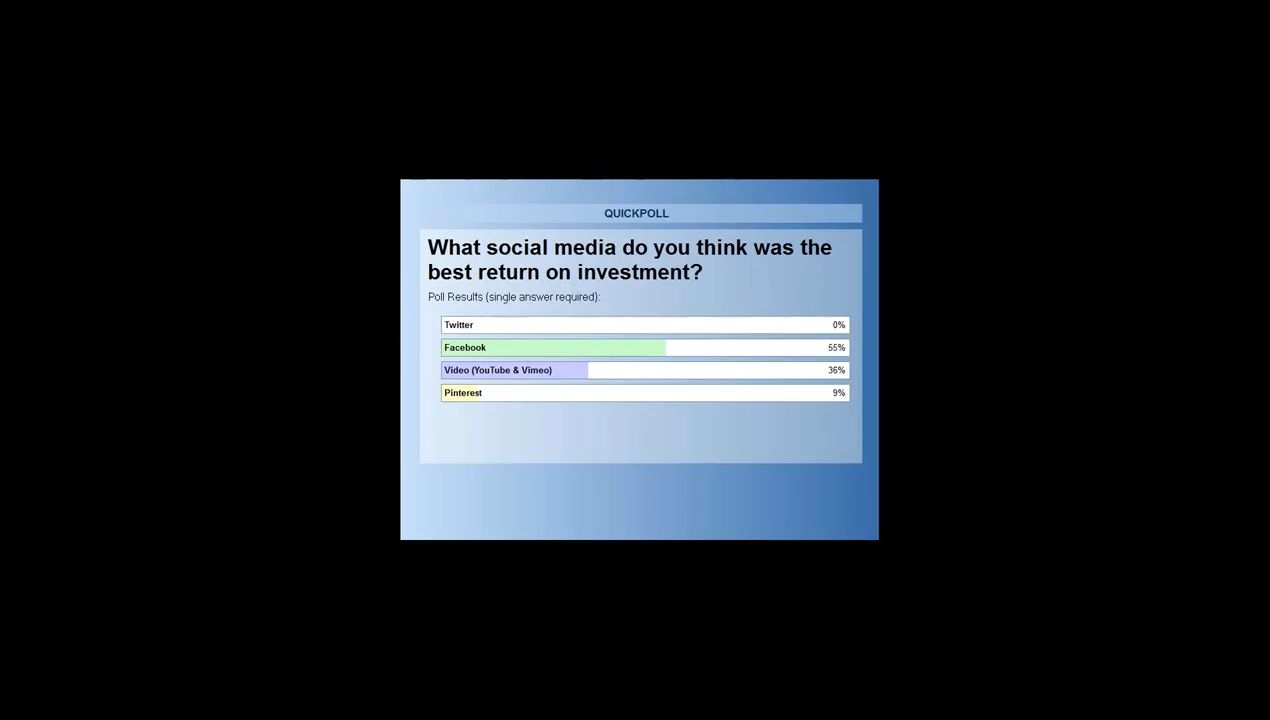 QUICKPOLL
What social media do you think was the
best return on investment?
Poll Results (single answer required):
Twitter 0%
Facebook 55%
Video (YouTube & Vimeo) 36%
Pinterest 9%